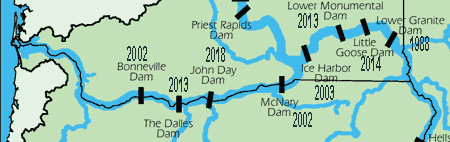 Priest Rapids
Dam
Lower Monumental
Dam
2013
Lower Granite
Little
Goose Dam
1988
2014
Ice Harbor
Dam
2003
McNary
Dam
2002
2018
John Day
Dam
2013
The Dalles
Dam
2002
Bonneville
Dam
Hells